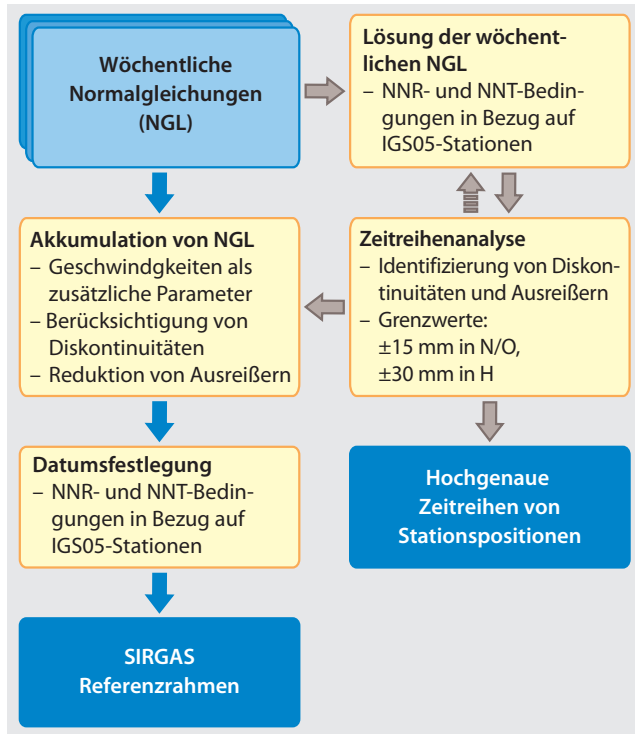 Wöchentliche
Normalgleichungen
(NGL)
Lösung der wöchent-
lichen NGL
– NNR- und NNT-Bedin-
gungen in Bezug auf
IGS05-Stationen
Akkumulation von NGL
– Geschwindgkeiten als
zusätzliche Parameter
– Berücksichtigung von
Diskontinuitäten
– Reduktion von Ausreißern
Zeitreihenanalyse
– Identifizierung von Diskon-
tinuitäten und Ausreißern
– Grenzwerte:
±15 mm in N/O,
±30 mm in H
Datumsfestlegung
– NNR- und NNT-Bedin-
gungen in Bezug auf
IGS05-Stationen
Hochgenaue
Zeitreihen von
Stationspositionen
SIRGAS
Referenzrahmen